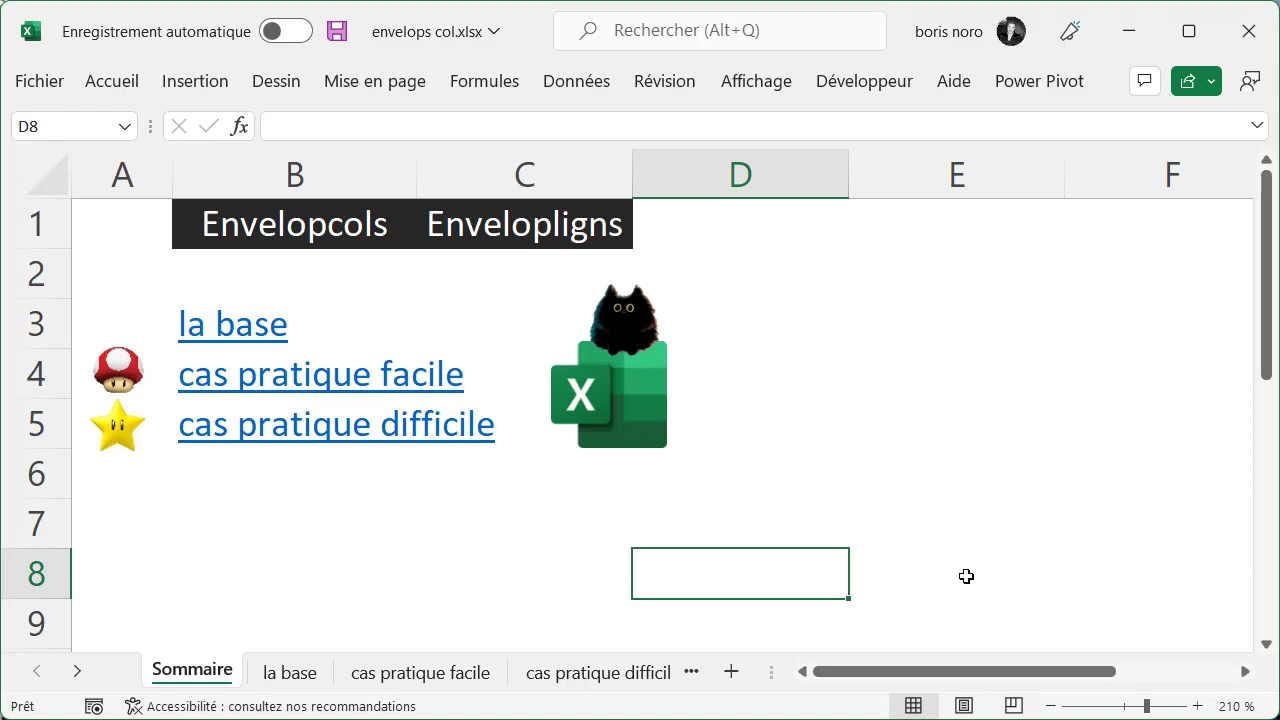 Enregistrement automatique envelops col.xlsx Rechercher (Alt+Q) boris noro
Fichier Accueil Insertion Dessin Mise en page Formules Données Révision Affichage Développeur Aide Power Pivot
D8 fx
A B C D E F
1 Envelopcols Envelopligns
2
3 la base
4 cas pratique facile
5 cas pratique difficile
X
6
7
8
9
Sommaire la base cas pratique facile cas pratique difficil ••• +
Prêt Accessibilité : consultez nos recommandations 210 %